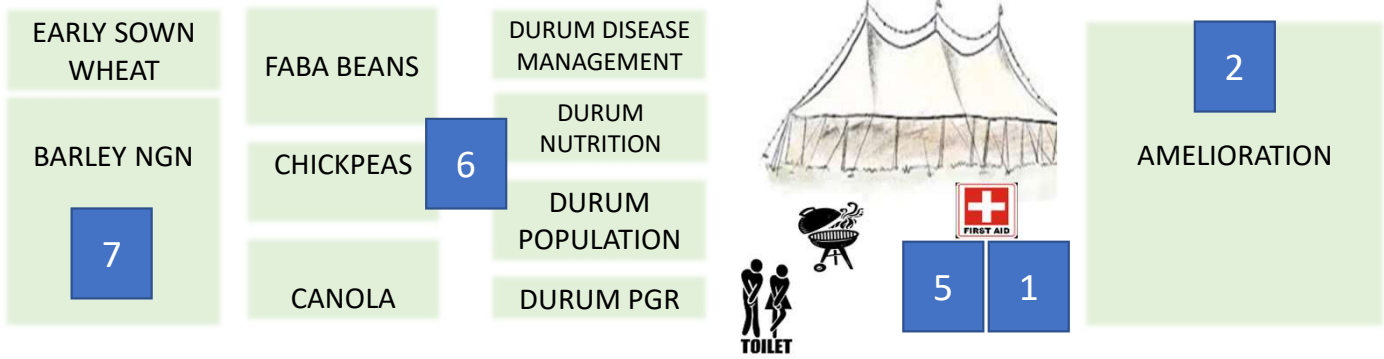 EARLY SOWN
WHEAT
BARLEY NGN
7
FABA BEANS
CHICKPEAS
CANOLA
6
DURUM DISEASE
MANAGEMENT
DURUM
NUTRITION
DURUM
POPULATION
DURUM PGR
FIRST AID
5
1
TOILET
2
AMELIORATION